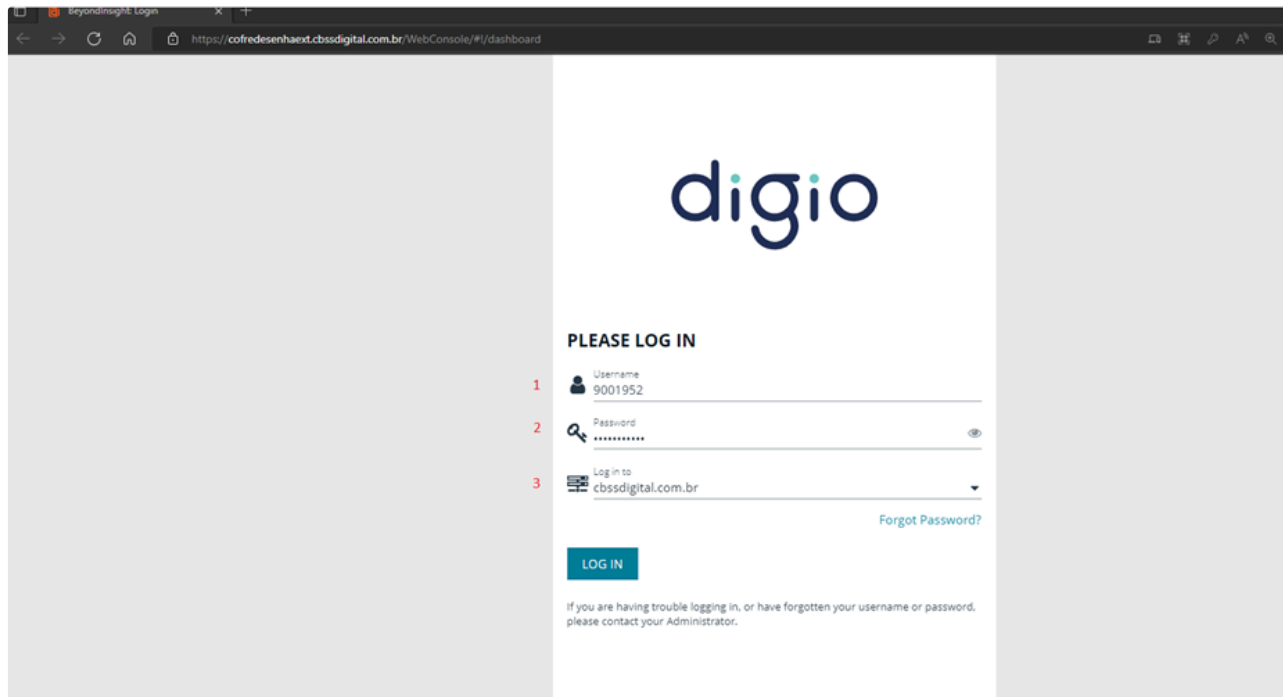 BeyondInsight: Login
https://cofredesenhaext.cbssdigital.com.br/WebConsole/#!/dashboard
digio
PLEASE LOG IN
1
Username
9001952
2
Password
•••••••••••
3
Log in to
cbssdigital.com.br
Forgot Password?
LOG IN
If you are having trouble logging in, or have forgotten your username or password,
please contact your Administrator.